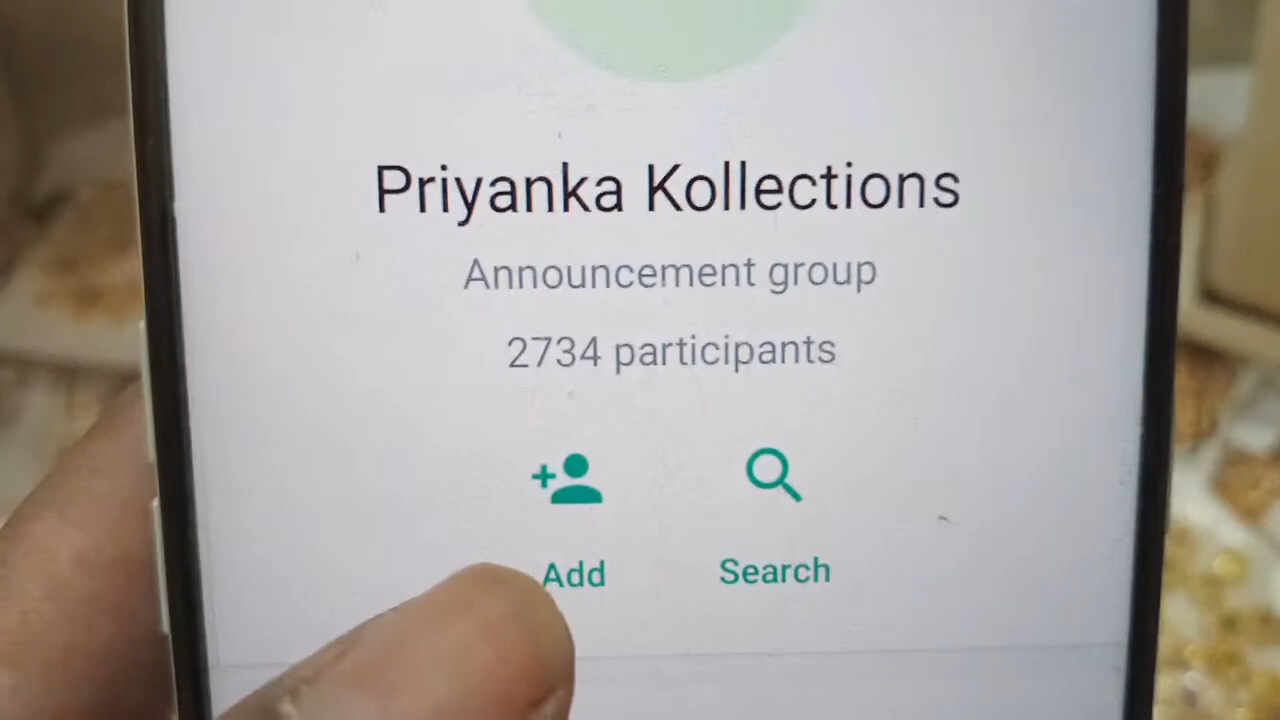 Priyanka Kollections
Announcement group
2734 participants
Add
Search